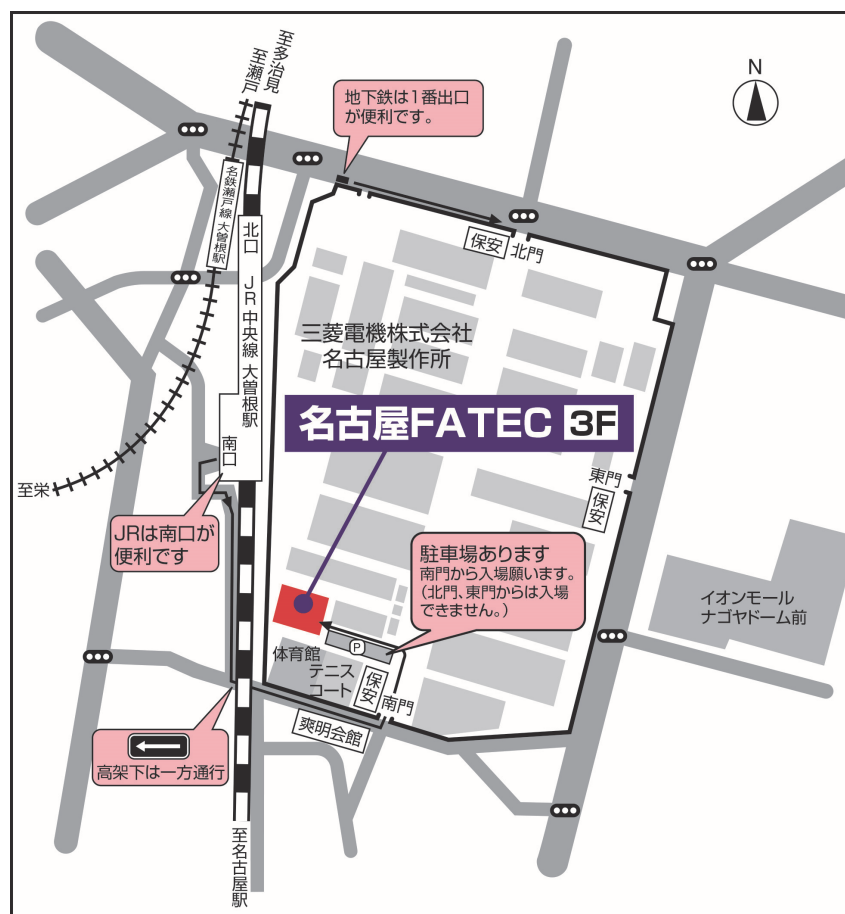 至多治見
至瀬戸
地下鉄は1番出口
が便利です。
N
名鉄瀬戸線 大曽根駅
北口
JR中央線 大曽根駅
南口
保安
北門
三菱電機株式会社
名古屋製作所
名古屋FATEC 3F
東門
保安
至栄
JRは南口が
便利です
駐車場あります
南門から入場願います。
(北門、東門からは入場
できません。)
イオンモール
ナゴヤドーム前
P
体育館
テニス
コート
保安
南門
爽明会館
高架下は一方通行
至名古屋駅